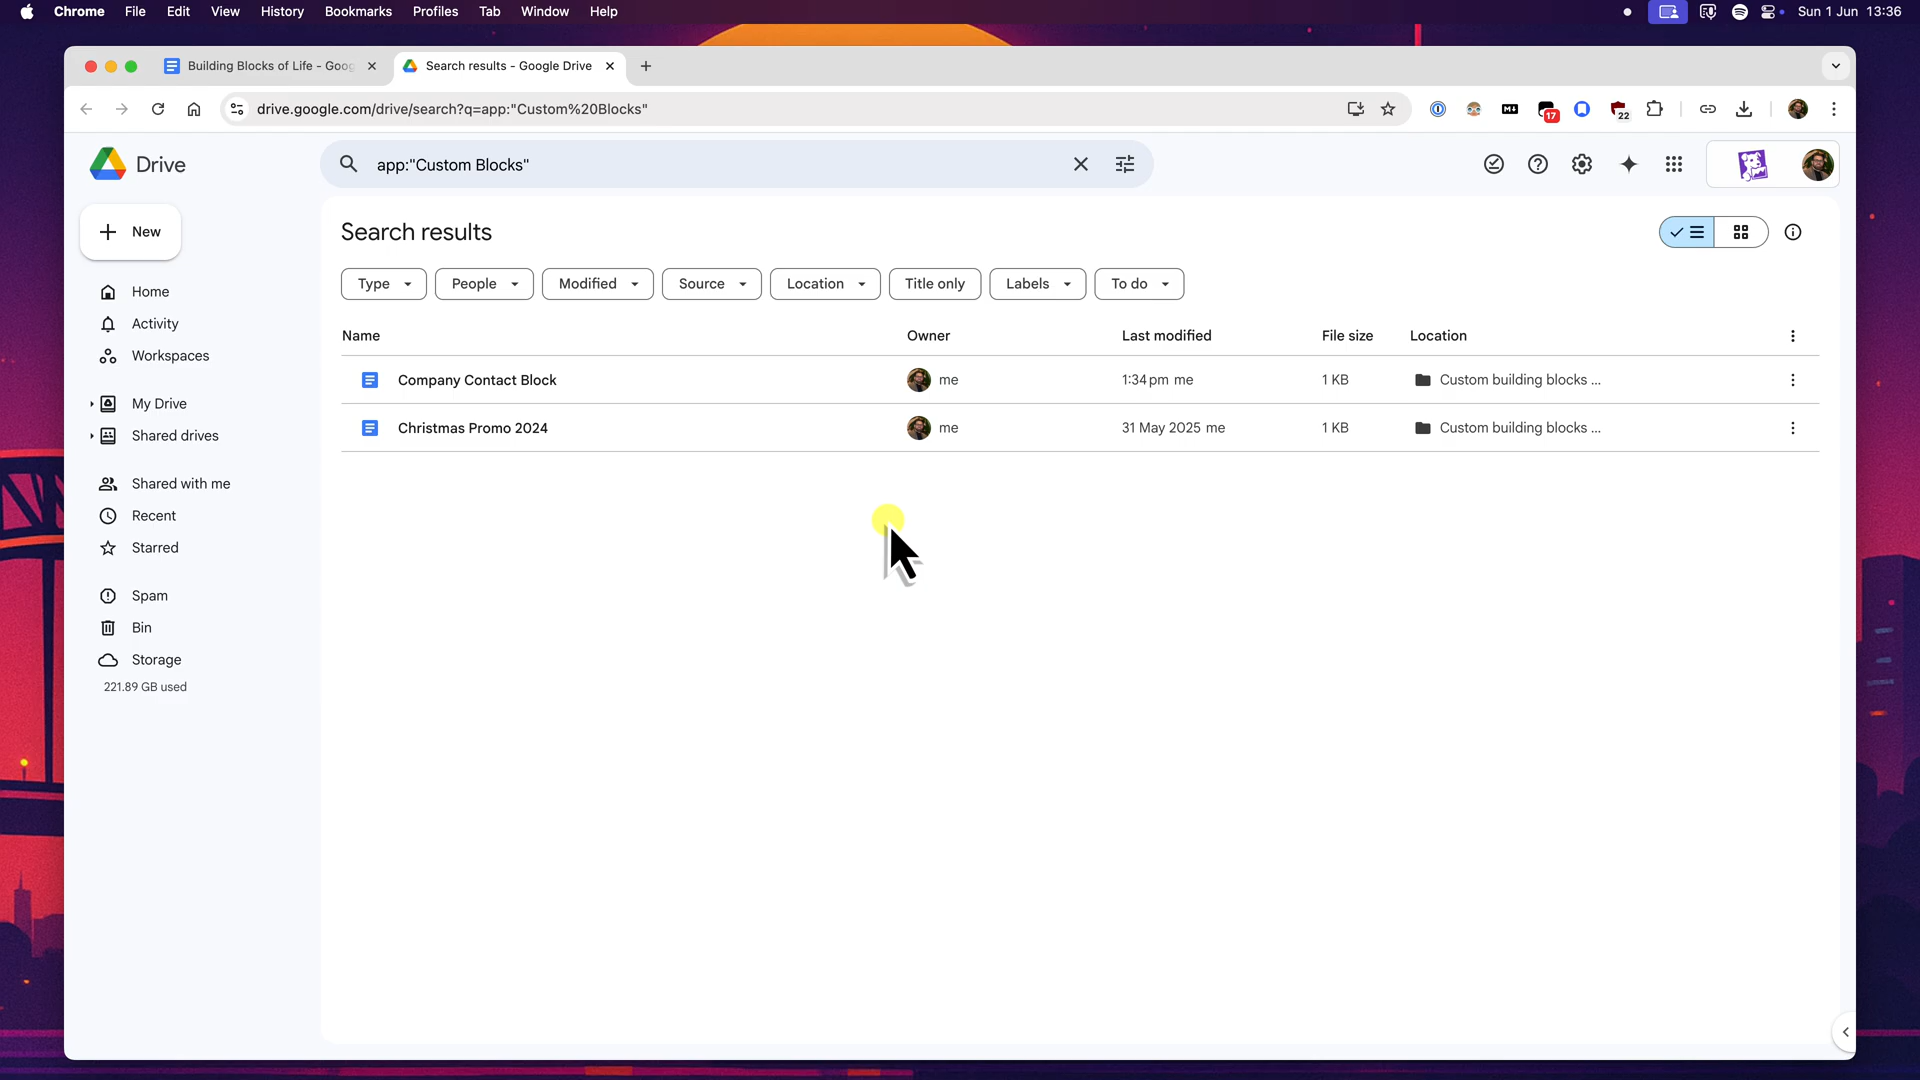 Chrome File Edit View History Bookmarks Profiles Tab Window Help Sun 1 Jun 13:36
Building Blocks of Life - Goog Search results - Google Drive
drive.google.com/drive/search?q=app:"Custom%20Blocks" 17 22
Drive app:"Custom Blocks"
New
Search results
Type People Modified Source Location Title only Labels To do
Home
Activity
Workspaces
My Drive
Shared drives
Shared with me
Recent
Starred
Spam
Bin
Storage
221.89 GB used
Name Owner Last modified File size Location
Company Contact Block me 1:34 pm me 1 KB Custom building blocks ...
Christmas Promo 2024 me 31 May 2025 me 1 KB Custom building blocks ...